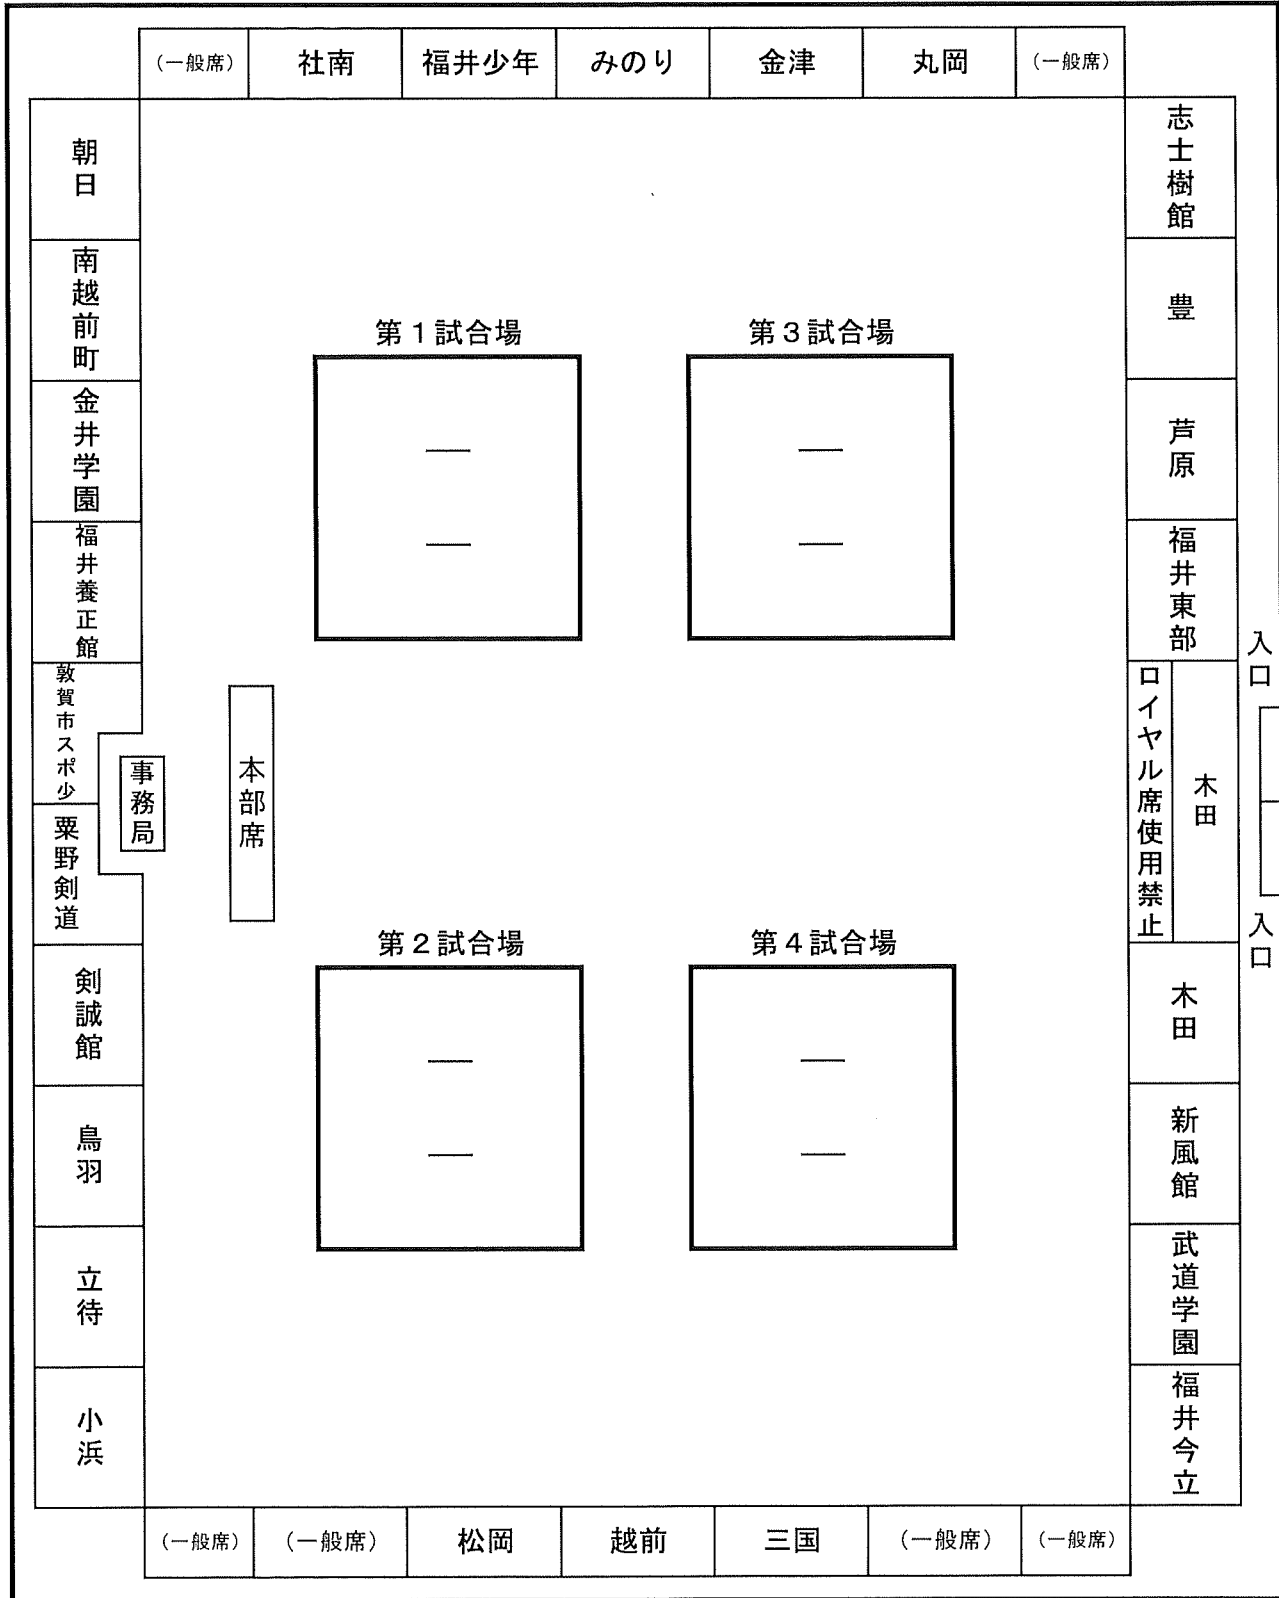 （一般席）
社南
福井少年
みのり
金津
丸岡
（一般席）
朝日
南越前町
金井学園
福井養正館
敦賀市スポ少
粟野剣道
剣誠館
鳥羽
立待
小浜
事務局
本部席
第１試合場
第３試合場
第２試合場
第４試合場
志士樹館
豊
芦原
福井東部
ロイヤル席使用禁止
木田
木田
新風館
武道学園
福井今立
入口
入口
（一般席）
（一般席）
松岡
越前
三国
（一般席）
（一般席）